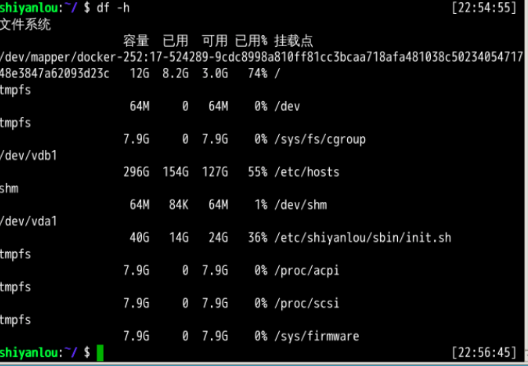 shiyanlou:~/ $ df -h [22:54:55]
文件系统
容量 已用 可用 已用% 挂载点
/dev/mapper/docker-252:17-524289-9cdc8998a810ff81cc3bcaa718afa481038c50234054717
48e3847a62093d23c 12G 8.2G 3.0G 74% /
tmpfs
64M 0 64M 0% /dev
tmpfs
7.9G 0 7.9G 0% /sys/fs/cgroup
/dev/vdb1
296G 154G 127G 55% /etc/hosts
shm
64M 84K 64M 1% /dev/shm
/dev/vda1
40G 14G 24G 36% /etc/shiyanlou/sbin/init.sh
tmpfs
7.9G 0 7.9G 0% /proc/acpi
tmpfs
7.9G 0 7.9G 0% /proc/scsi
tmpfs
7.9G 0 7.9G 0% /sys/firmware
shiyanlou:~/ $ [22:56:45]